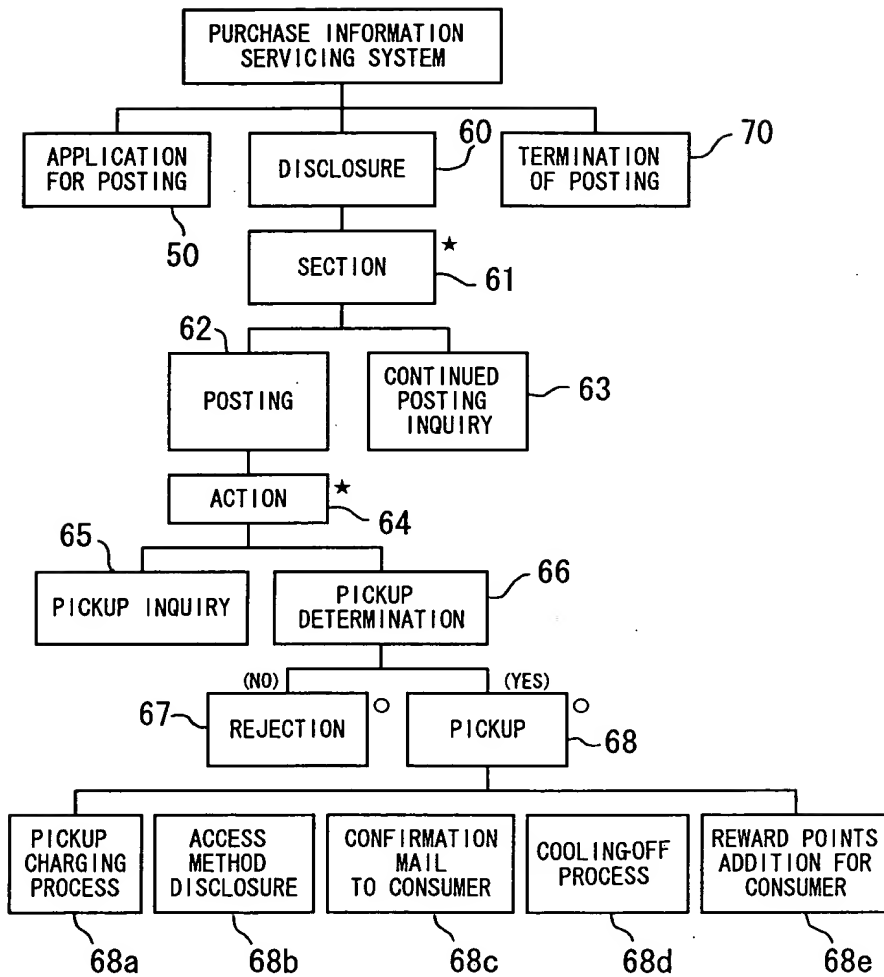 PURCHASE INFORMATION
SERVICING SYSTEM
60
70
APPLICATION
FOR POSTING
DISCLOSURE
TERMINATION
OF POSTING
50
SECTION
★
61
62
POSTING
CONTINUED
POSTING
INQUIRY
63
ACTION
★
64
65
PICKUP INQUIRY
PICKUP
DETERMINATION
66
(NO)
(YES)
67
REJECTION
○
PICKUP
○
68
PICKUP
CHARGING
PROCESS
ACCESS
METHOD
DISCLOSURE
CONFIRMATION
MAIL
TO CONSUMER
COOLING-OFF
PROCESS
REWARD POINTS
ADDITION FOR
CONSUMER
68a
68b
68c
68d
68e